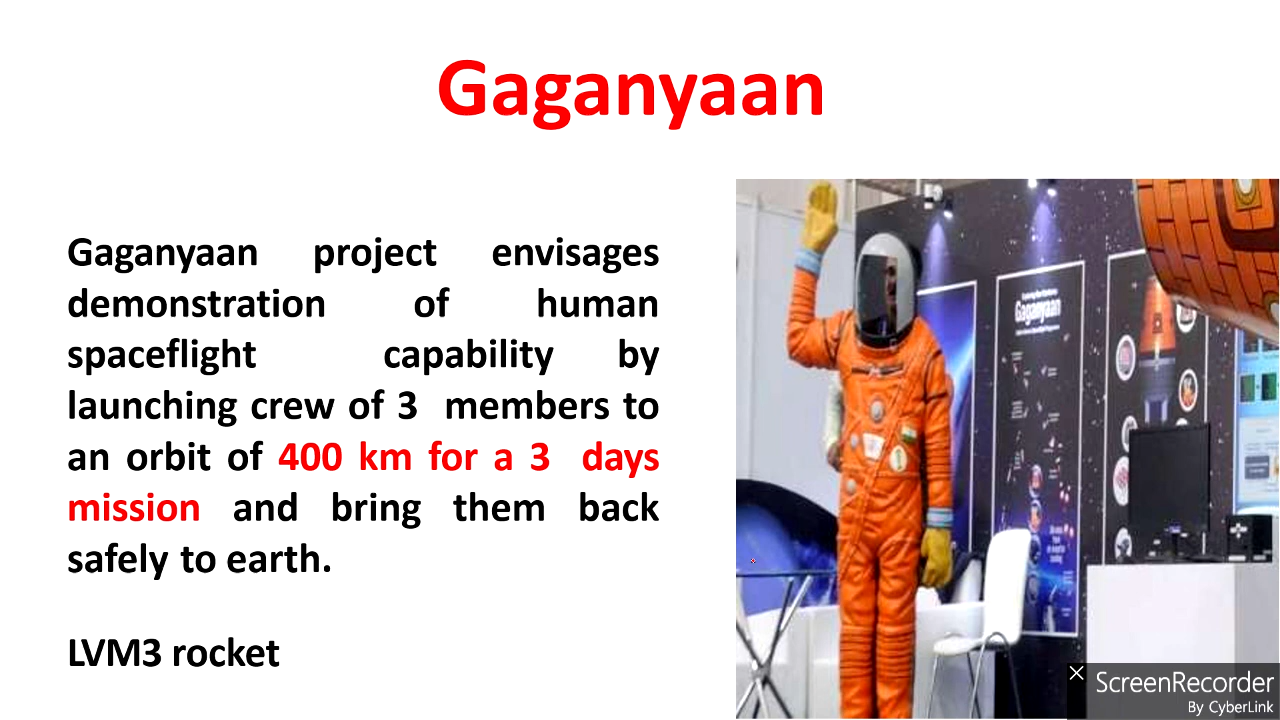 Gaganyaan
Gaganyaan project envisages
demonstration of human
spaceflight capability by
launching crew of 3 members to
an orbit of 400 km for a 3 days
mission and bring them back
safely to earth.
LVM3 rocket
Gaganyaan
ScreenRecorder
By CyberLink